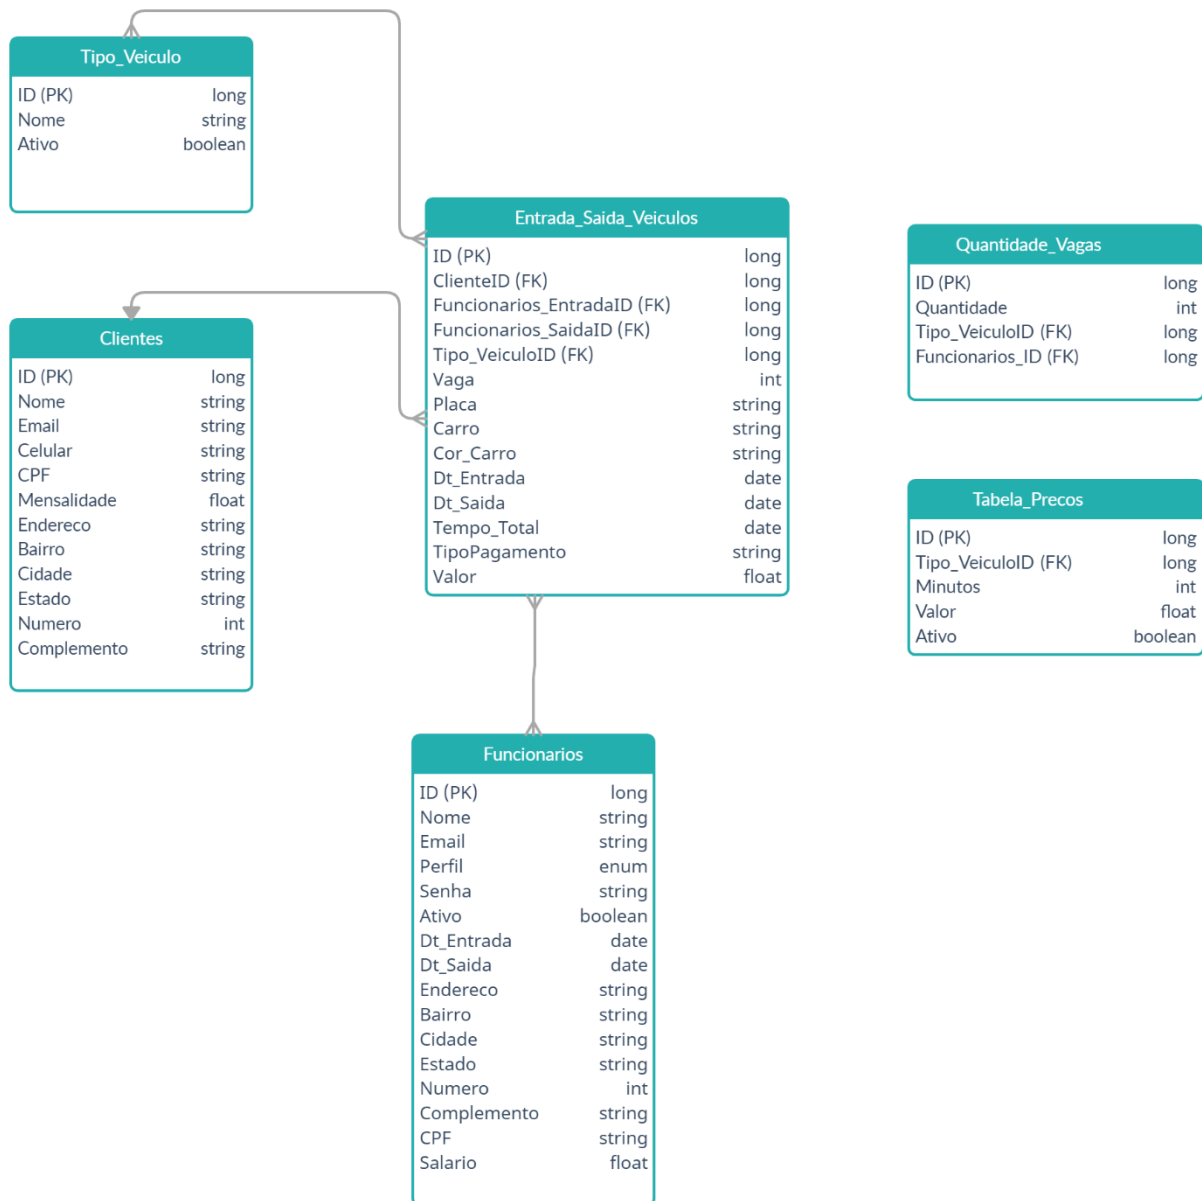 Tipo_Veiculo
ID (PK) long
Nome string
Ativo boolean
Clientes
ID (PK) long
Nome string
Email string
Celular string
CPF string
Mensalidade float
Endereco string
Bairro string
Cidade string
Estado string
Numero int
Complemento string
Entrada_Saida_Veiculos
ID (PK) long
ClienteID (FK) long
Funcionarios_EntradaID (FK) long
Funcionarios_SaidaID (FK) long
Tipo_VeiculoID (FK) long
Vaga int
Placa string
Carro string
Cor_Carro string
Dt_Entrada date
Dt_Saida date
Tempo_Total date
TipoPagamento string
Valor float
Funcionarios
ID (PK) long
Nome string
Email string
Perfil enum
Senha string
Ativo boolean
Dt_Entrada date
Dt_Saida date
Endereco string
Bairro string
Cidade string
Estado string
Numero int
Complemento string
CPF string
Salario float
Quantidade_Vagas
ID (PK) long
Quantidade int
Tipo_VeiculoID (FK) long
Funcionarios_ID (FK) long
Tabela_Precos
ID (PK) long
Tipo_VeiculoID (FK) long
Minutos int
Valor float
Ativo boolean